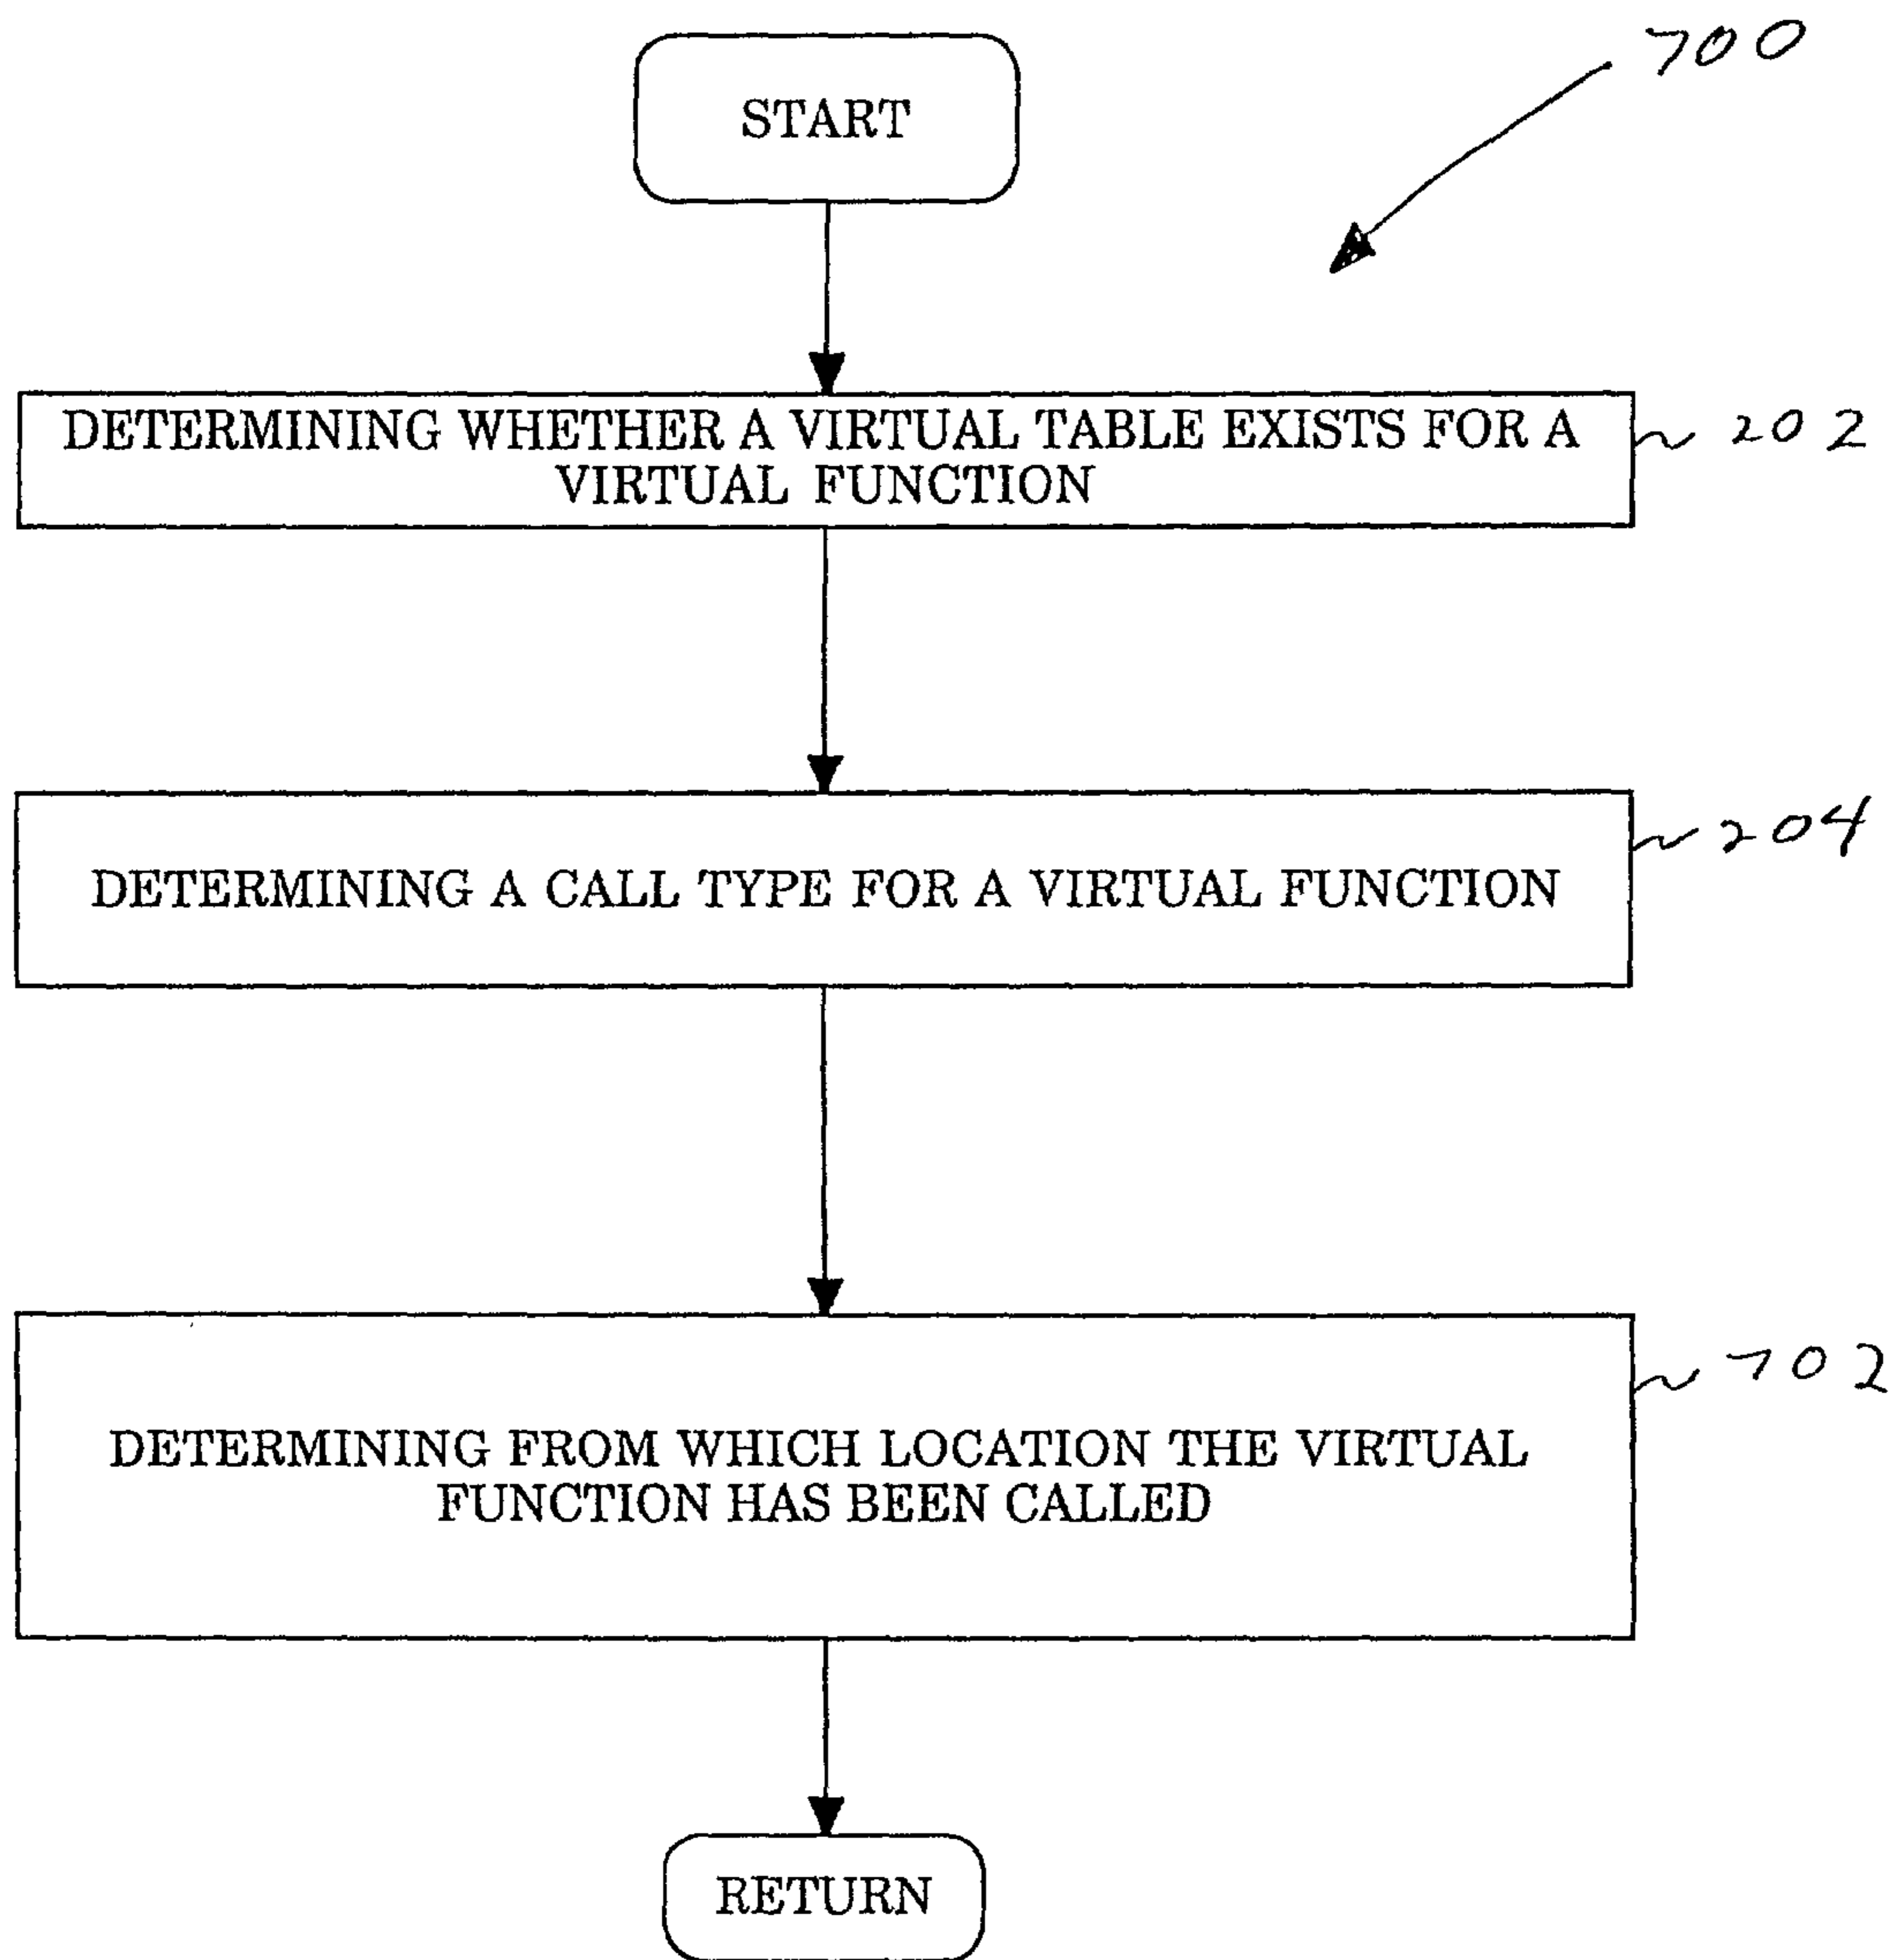 START
700
DETERMINING WHETHER A VIRTUAL TABLE EXISTS FOR A
VIRTUAL FUNCTION
202
DETERMINING A CALL TYPE FOR A VIRTUAL FUNCTION
204
DETERMINING FROM WHICH LOCATION THE VIRTUAL
FUNCTION HAS BEEN CALLED
702
RETURN